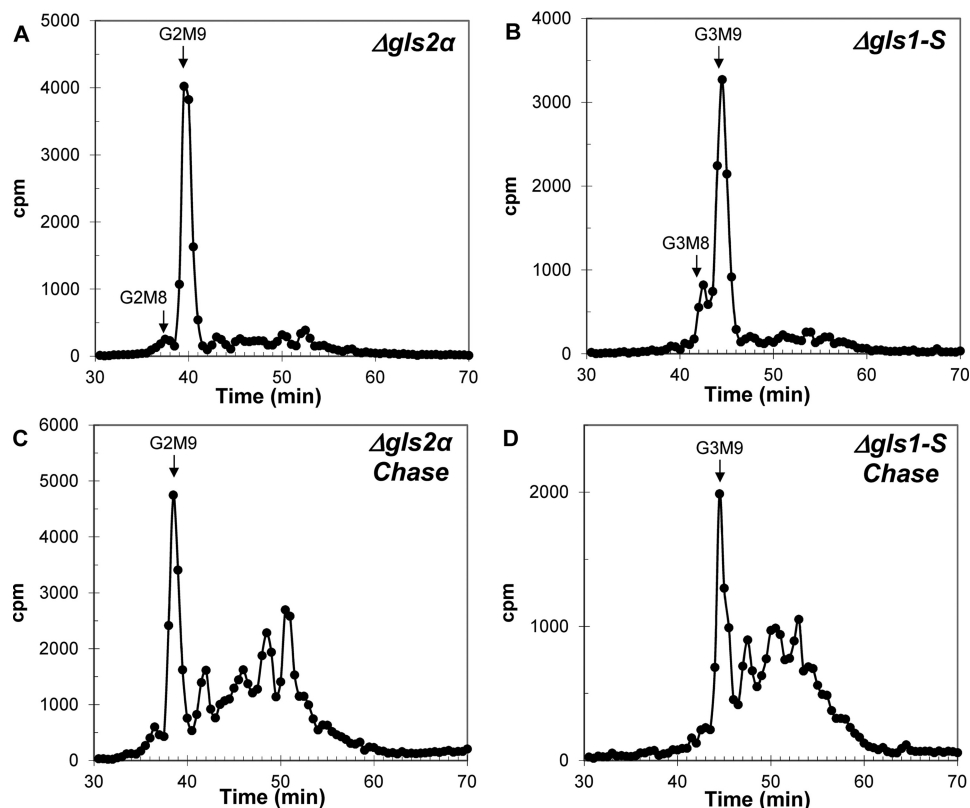 A
Δgls2α
G2M9
G2M8
5000
4000
3000
2000
1000
0
cpm
30 40 50 60 70
Time (min)
B
Δgls1-S
G3M9
G3M8
4000
3000
2000
1000
0
cpm
30 40 50 60 70
Time (min)
C
Δgls2α
Chase
G2M9
6000
5000
4000
3000
2000
1000
0
cpm
30 40 50 60 70
Time (min)
D
Δgls1-S
Chase
G3M9
2000
1000
0
cpm
30 40 50 60 70
Time (min)